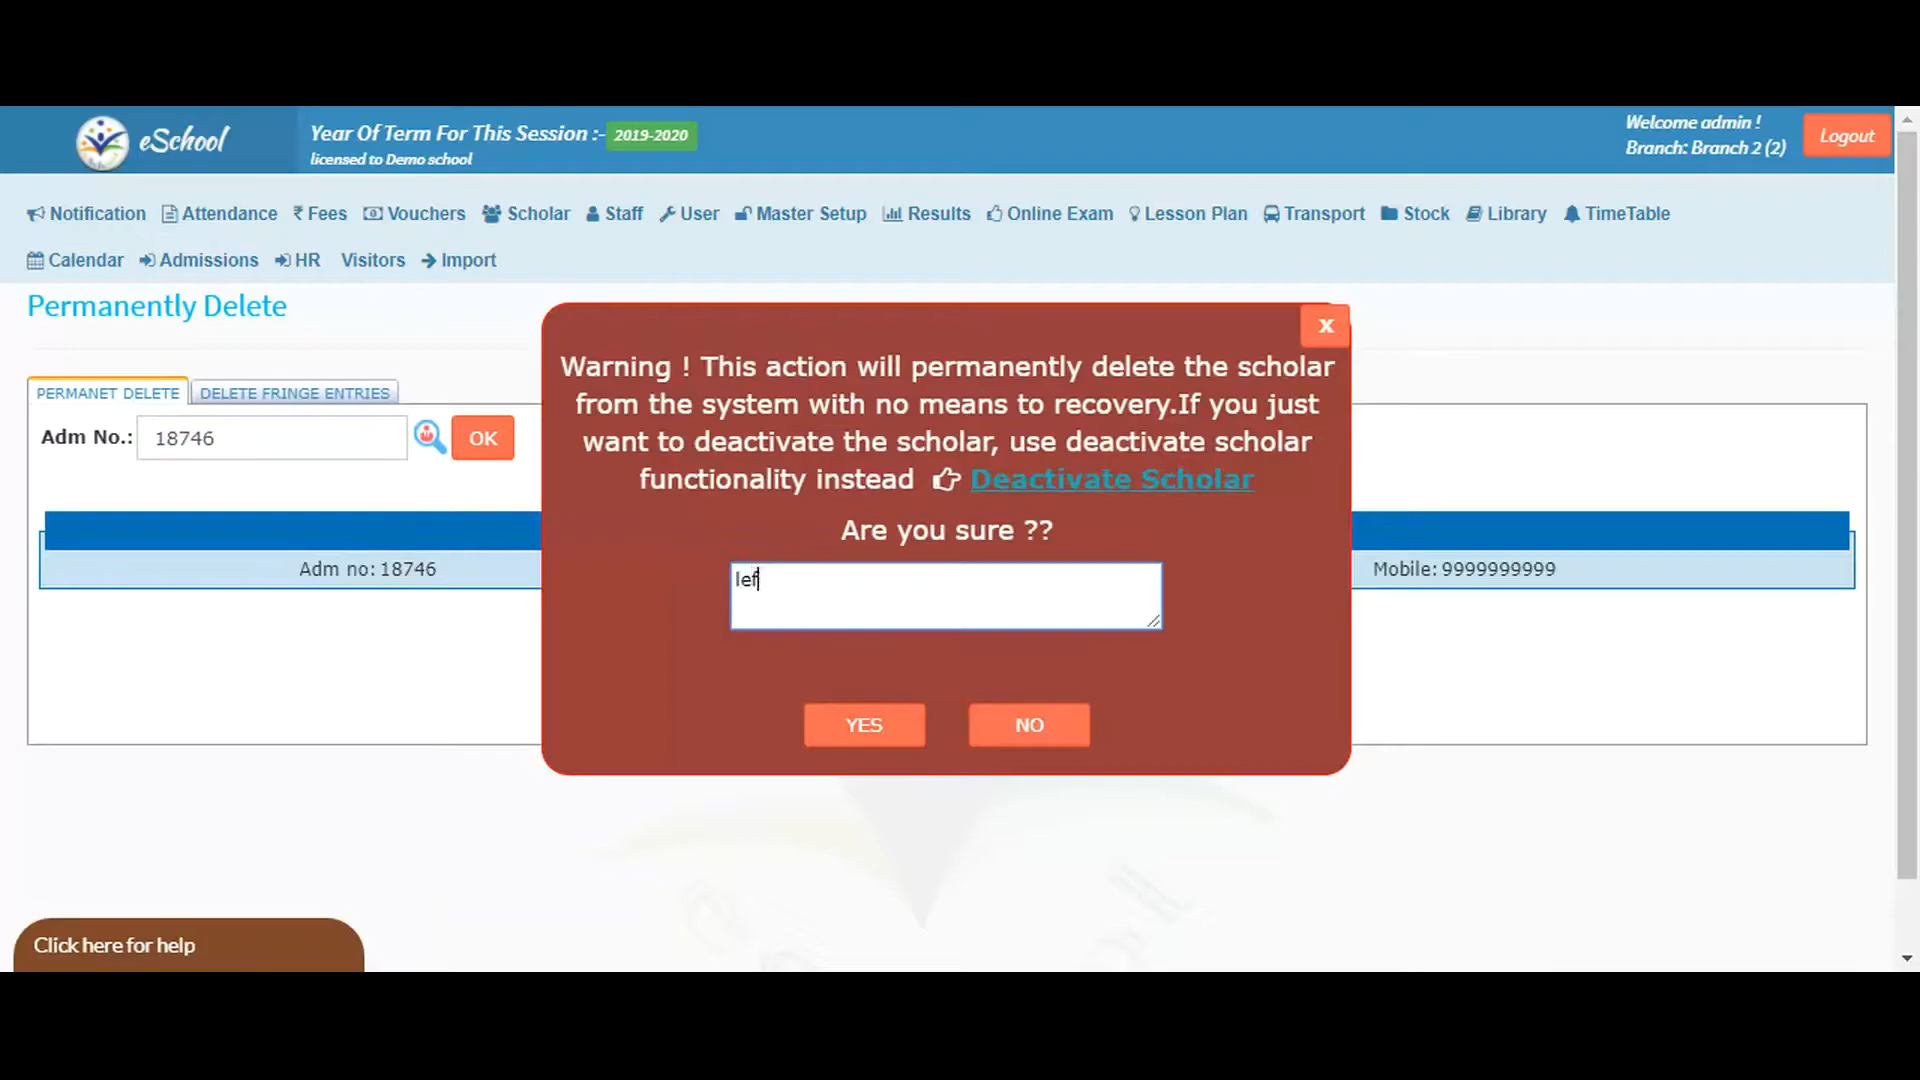 eSchool
Year Of Term For This Session :- 2019-2020
licensed to Demo school
Welcome admin !
Branch: Branch 2 (2)
Logout
Notification Attendance ₹ Fees Vouchers Scholar Staff User Master Setup Results Online Exam Lesson Plan Transport Stock Library TimeTable
Calendar Admissions HR Visitors Import
Permanently Delete
PERMANET DELETE DELETE FRINGE ENTRIES
Adm No.: 18746 OK
Adm no: 18746
Mobile: 9999999999
x
Warning ! This action will permanently delete the scholar
from the system with no means to recovery.If you just
want to deactivate the scholar, use deactivate scholar
functionality instead Deactivate Scholar
Are you sure ??
lef
YES NO
Click here for help